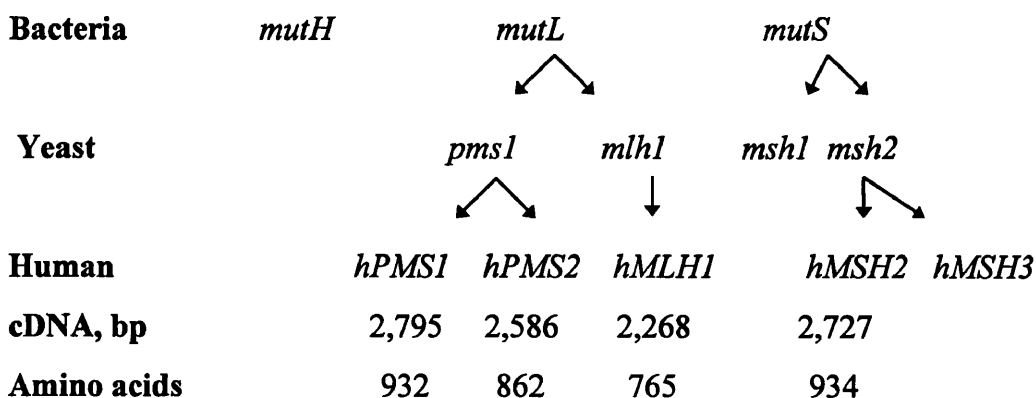 Bacteria mutH mutL mutS
Yeast pms1 mlh1 msh1 msh2
Human hPMS1 hPMS2 hMLH1 hMSH2 hMSH3
cDNA, bp 2,795 2,586 2,268 2,727
Amino acids 932 862 765 934